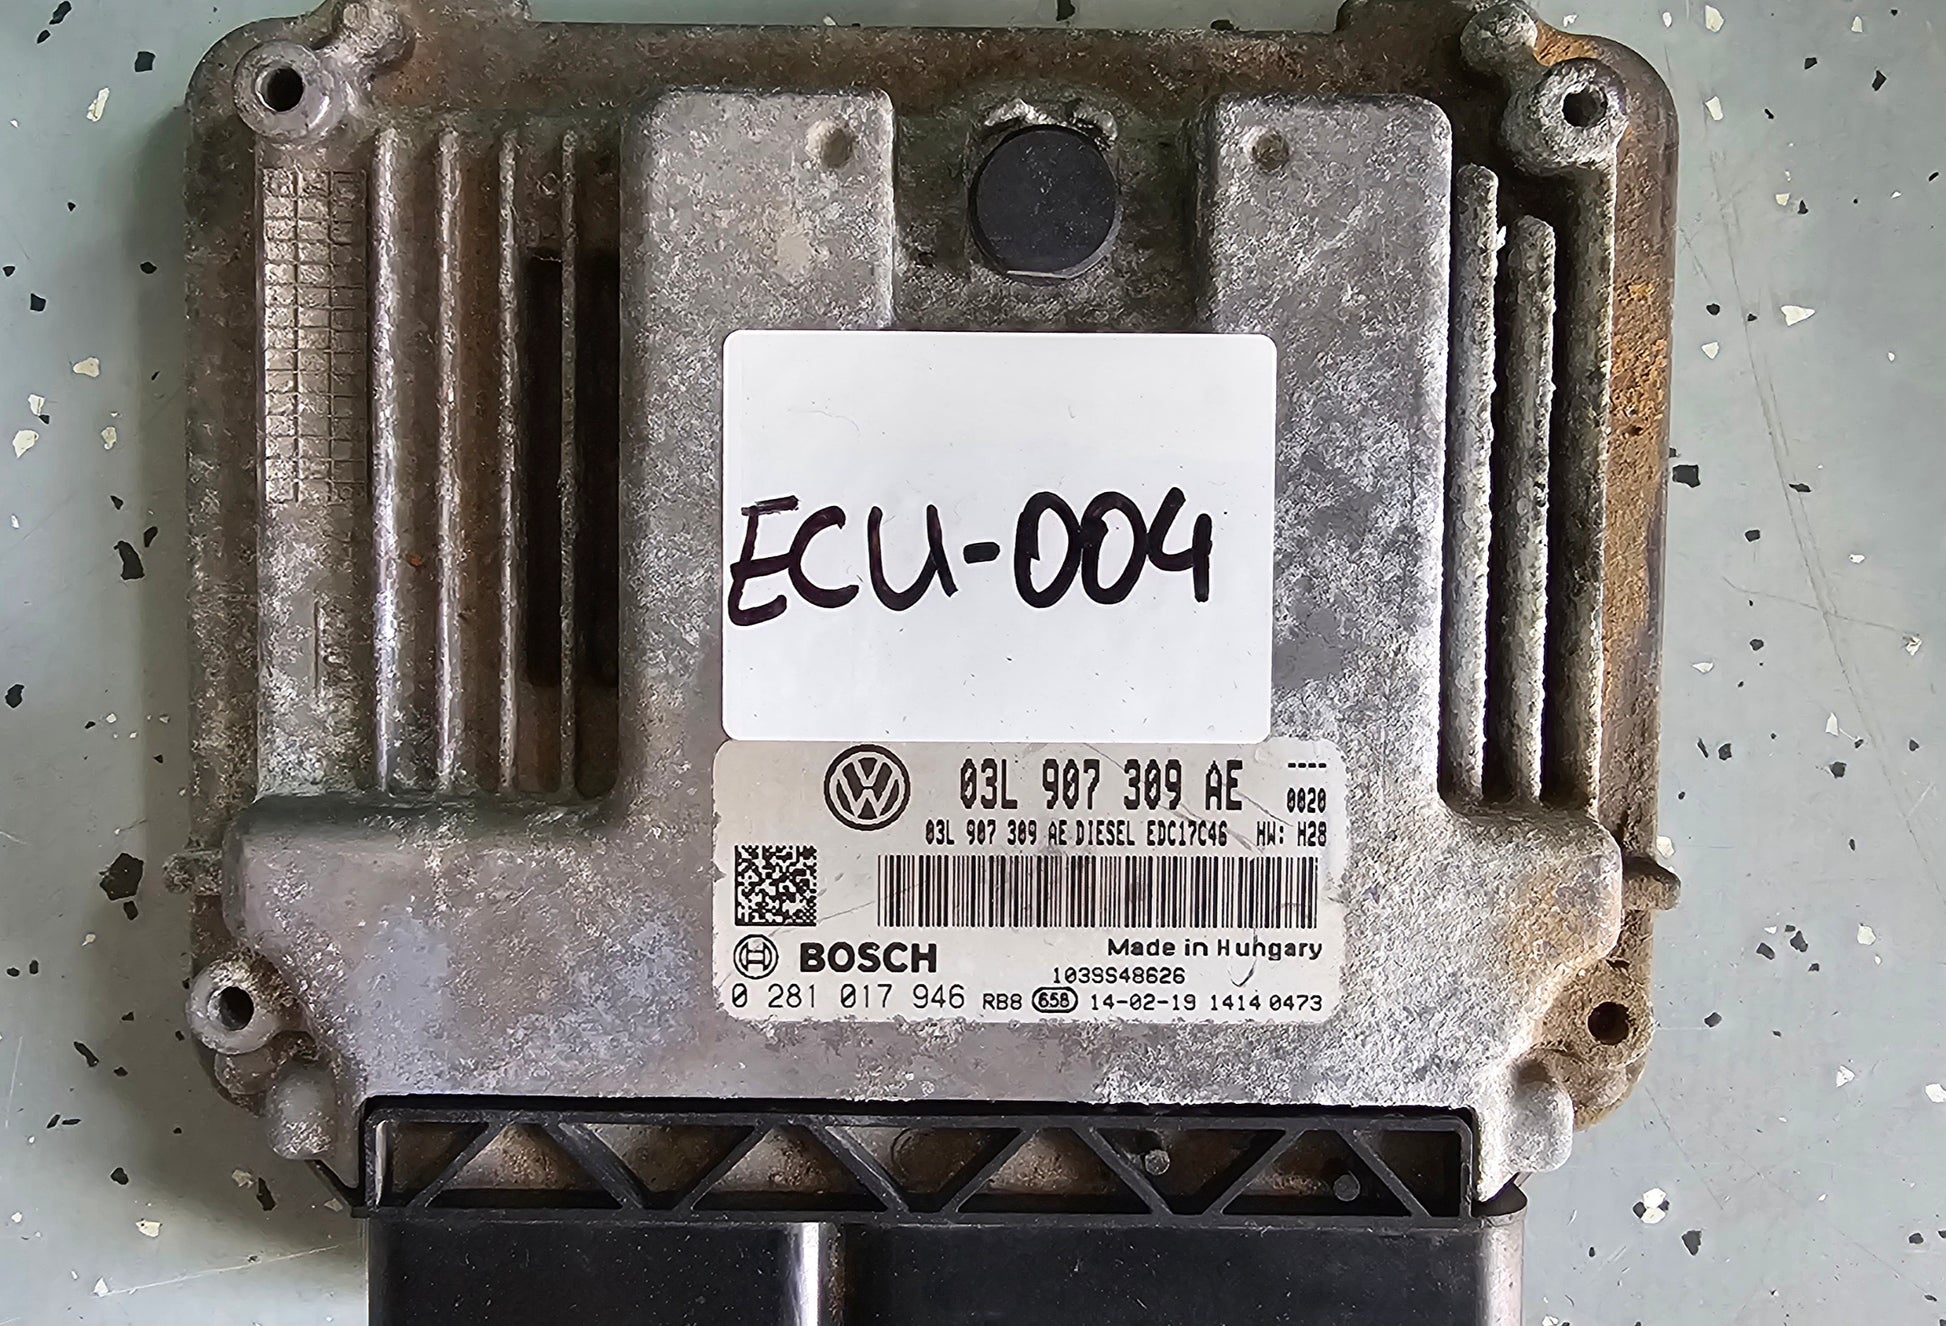 ECU-004
03L 907 309 AE ----
0020
03L 907 309 AE DIESEL EDC17C46 HW: H28
BOSCH Made in Hungary
1039S48626
0 281 017 946 RB8 658 14-02-19 1414 0473